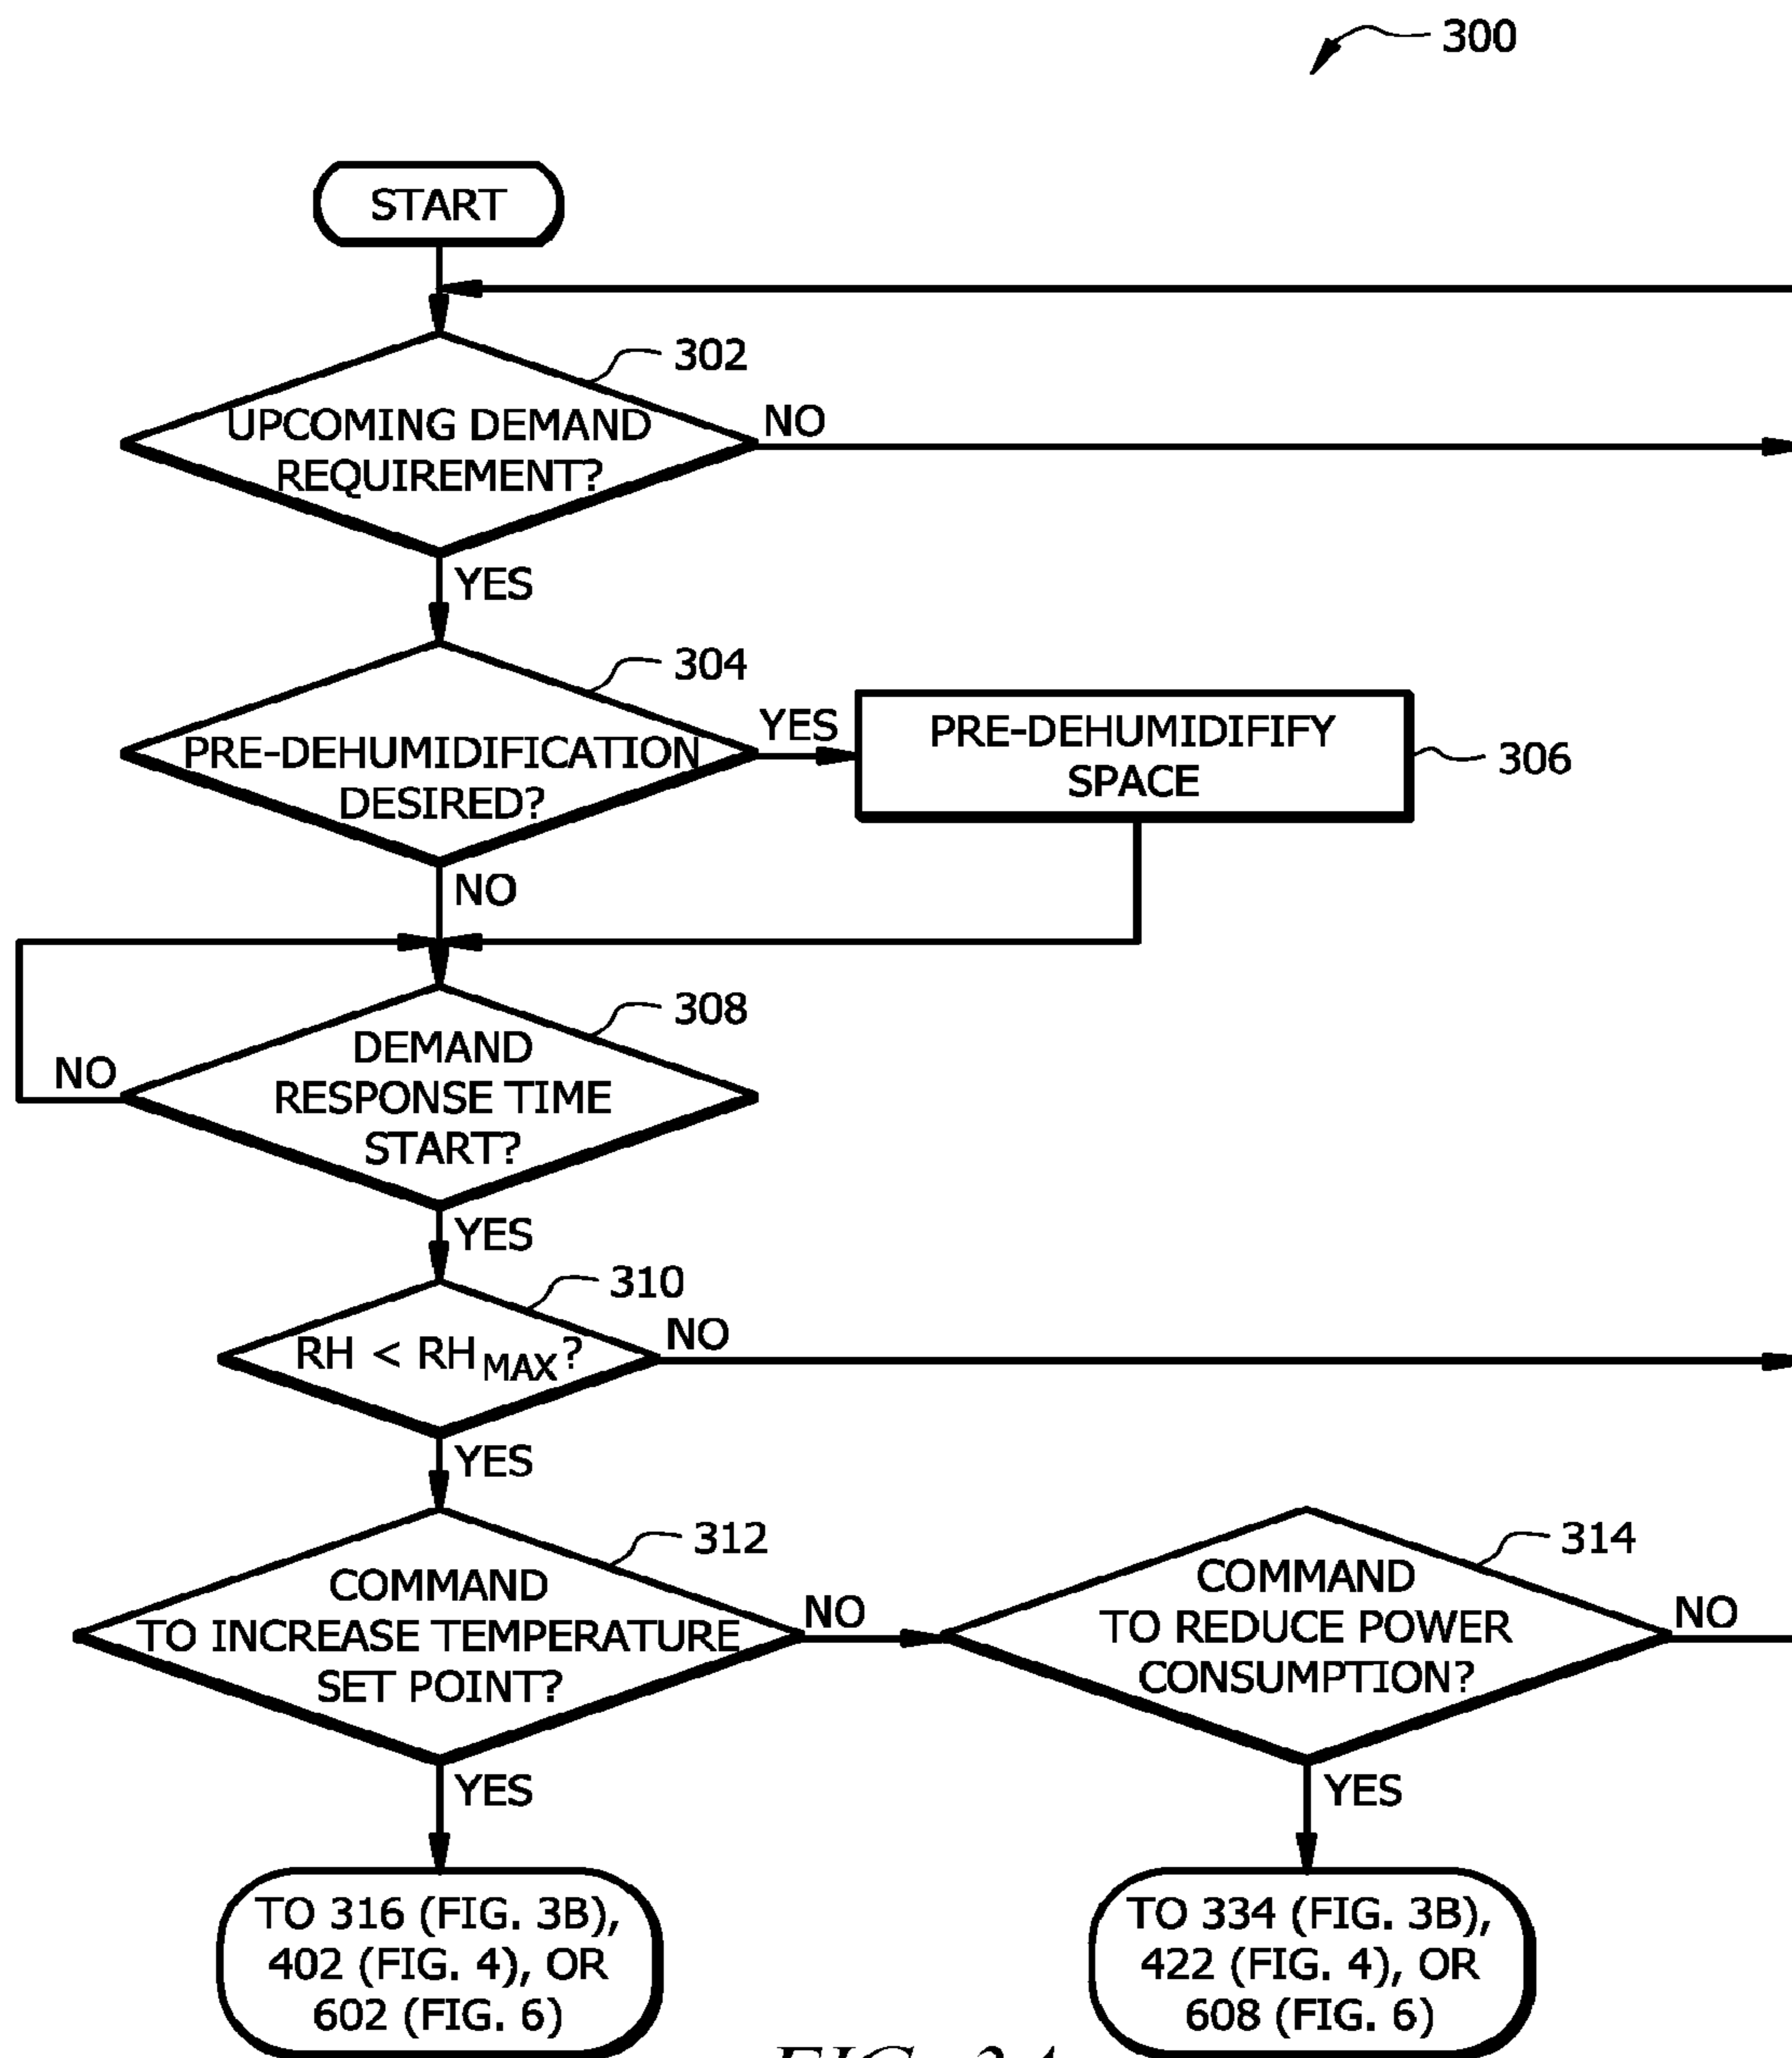 300
START
302
UPCOMING DEMAND
REQUIREMENT?
NO
YES
304
PRE-DEHUMIDIFICATION
DESIRED?
YES
PRE-DEHUMIDIFIFY
SPACE
306
NO
308
DEMAND
RESPONSE TIME
START?
NO
YES
310
RH < RH MAX ?
NO
YES
312
COMMAND
TO INCREASE TEMPERATURE
SET POINT?
NO
314
COMMAND
TO REDUCE POWER
CONSUMPTION?
NO
YES
YES
TO 316 (FIG. 3B),
402 (FIG. 4), OR
602 (FIG. 6)
TO 334 (FIG. 3B),
422 (FIG. 4), OR
608 (FIG. 6)